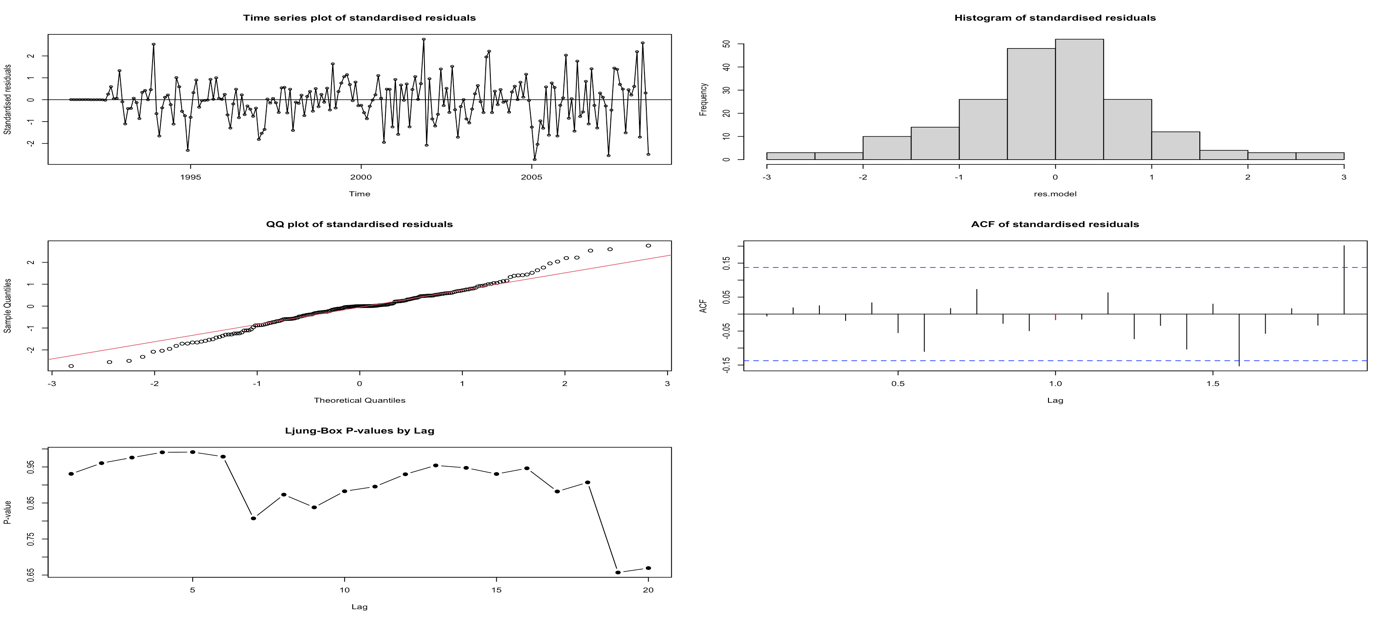 Time series plot of standardised residuals
Standardised residuals
-2 -1 0 1 2
1995 2000 2005
Time
Histogram of standardised residuals
Frequency
0 10 20 30 40 50
-3 -2 -1 0 1 2 3
res.model
QQ plot of standardised residuals
Sample Quantiles
-2 -1 0 1 2
-3 -2 -1 0 1 2 3
Theoretical Quantiles
ACF of standardised residuals
ACF
-0.15 -0.05 0.05 0.15
0.5 1.0 1.5
Lag
Ljung-Box P-values by Lag
P-value
0.65 0.75 0.85 0.95
5 10 15 20
Lag